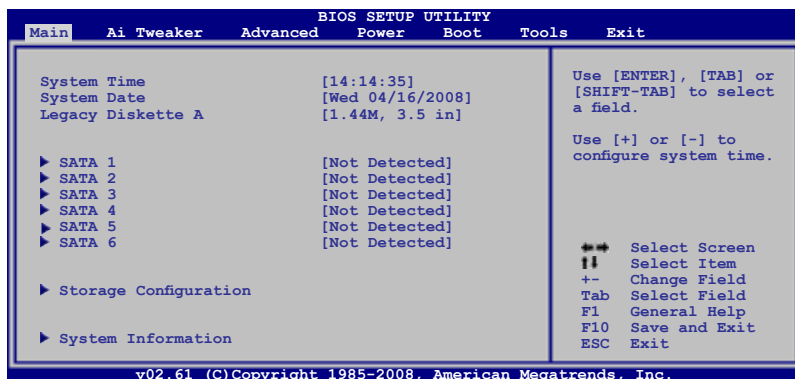 BIOS SETUP UTILITY
Main Ai Tweaker Advanced Power Boot Tools Exit
System Time [14:14:35]
System Date [Wed 04/16/2008]
Legacy Diskette A [1.44M, 3.5 in]
SATA 1 [Not Detected]
SATA 2 [Not Detected]
SATA 3 [Not Detected]
SATA 4 [Not Detected]
SATA 5 [Not Detected]
SATA 6 [Not Detected]
Storage Configuration
System Information
Use [ENTER], [TAB] or
[SHIFT-TAB] to select
a field.
Use [+] or [-] to
configure system time.
Select Screen
Select Item
+- Change Field
Tab Select Field
F1 General Help
F10 Save and Exit
ESC Exit
v02.61 (C)Copyright 1985-2008, American Megatrends, Inc.